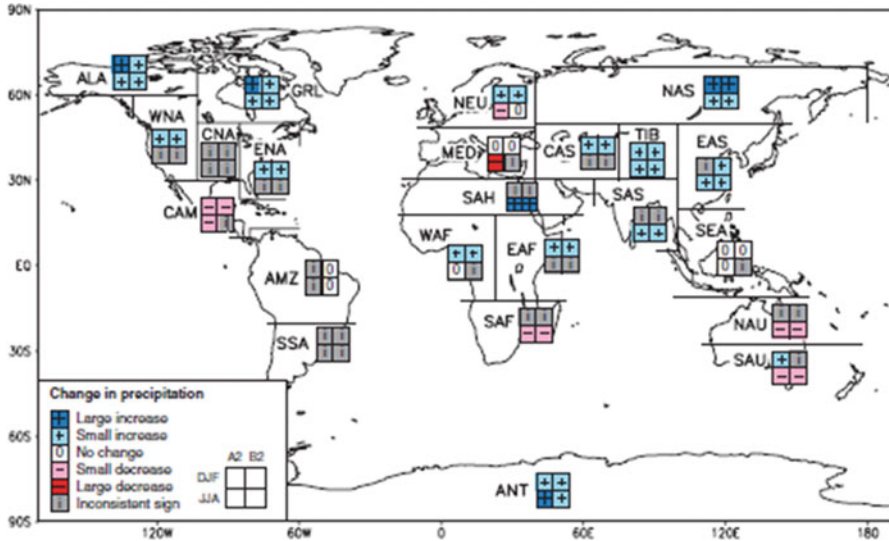 90N
60N
30N
EQ
30S
60S
90S
ALA
GRL
WNA
CNA
ENA
CAM
AMZ
SSA
NEU
NAS
MED
CAS
TIB
EAS
SAH
SAS
WAF
EAF
SEA
SAF
NAU
SAU
ANT
Change in precipitation
Large increase
Small increase
0 No change
Small decrease
Large decrease
i Inconsistent sign
A2 B2
DJF
JJA
120W 60W 0 60E 120E 180